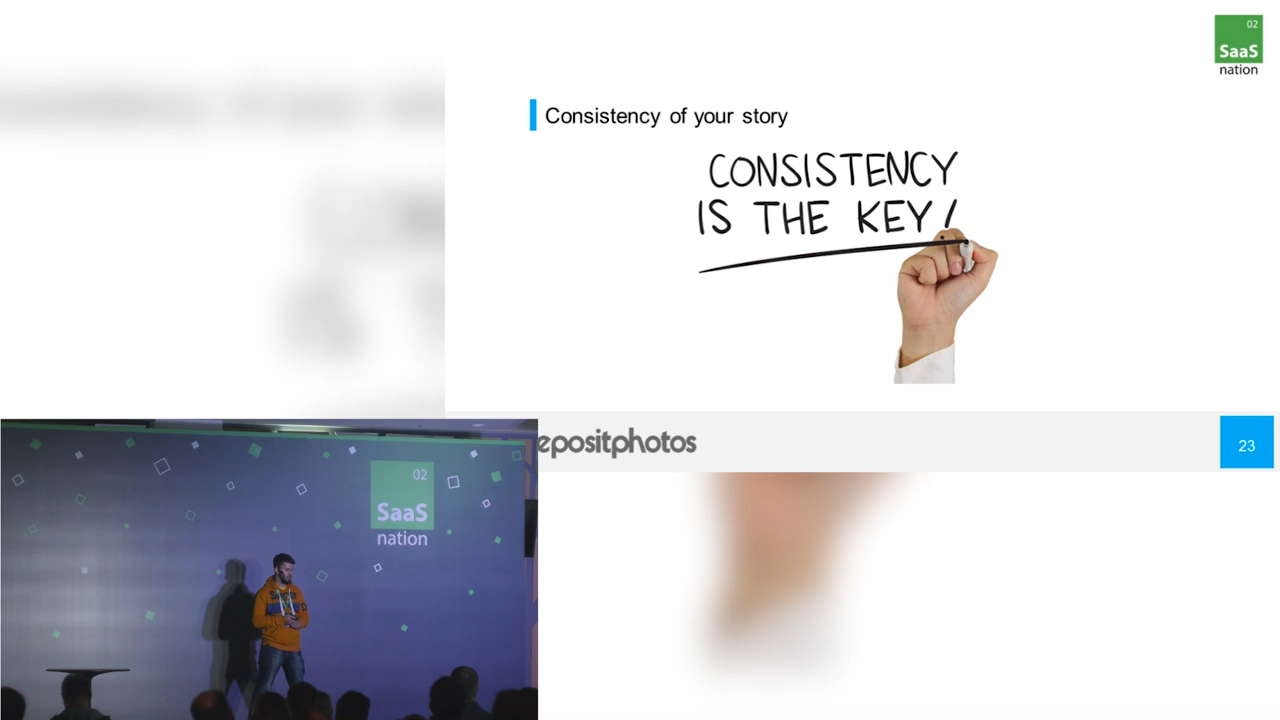 02
SaaS
nation
Consistency of your story
CONSISTENCY
IS THE KEY!
epositphotos
23
02
SaaS
nation